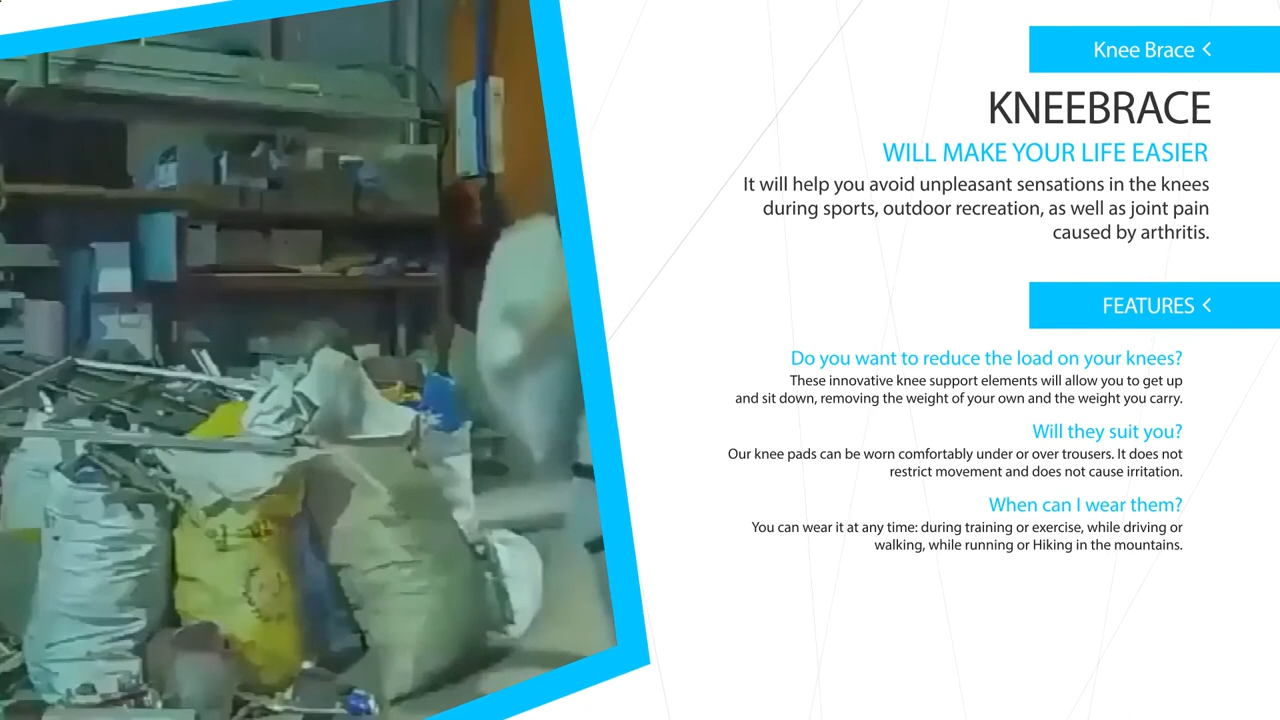 Knee Brace <
KNEEBRACE
WILL MAKE YOUR LIFE EASIER
It will help you avoid unpleasant sensations in the knees
during sports, outdoor recreation, as well as joint pain
caused by arthritis.
FEATURES <
Do you want to reduce the load on your knees?
These innovative knee support elements will allow you to get up
and sit down, removing the weight of your own and the weight you carry.
Will they suit you?
Our knee pads can be worn comfortably under or over trousers. It does not
restrict movement and does not cause irritation.
When can I wear them?
You can wear it at any time: during training or exercise, while driving or
walking, while running or Hiking in the mountains.